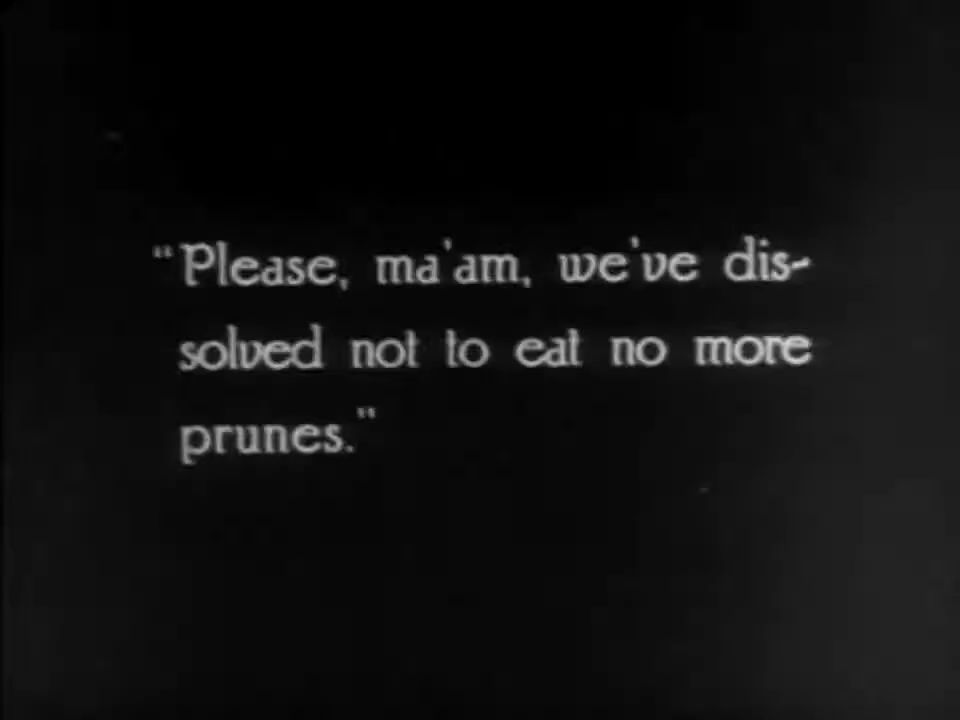 "Please, ma'am, we've dis-
solved not to eat no more
prunes."